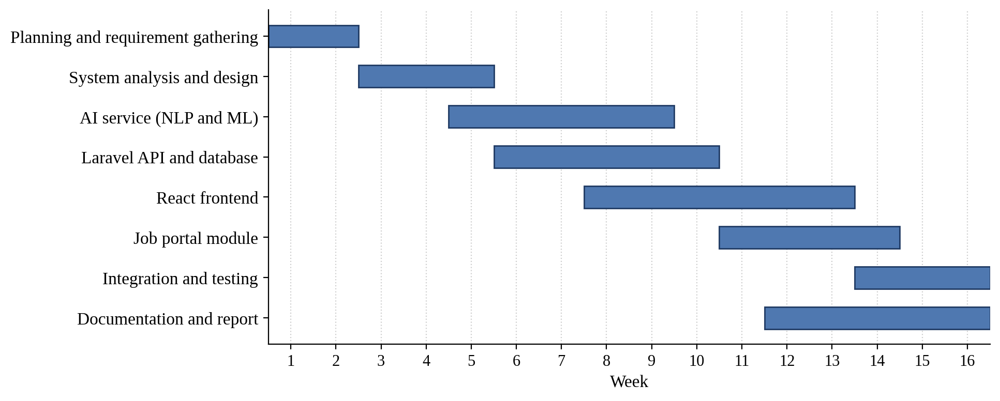 Planning and requirement gathering
System analysis and design
AI service (NLP and ML)
Laravel API and database
React frontend
Job portal module
Integration and testing
Documentation and report
1 2 3 4 5 6 7 8 9 10 11 12 13 14 15 16
Week